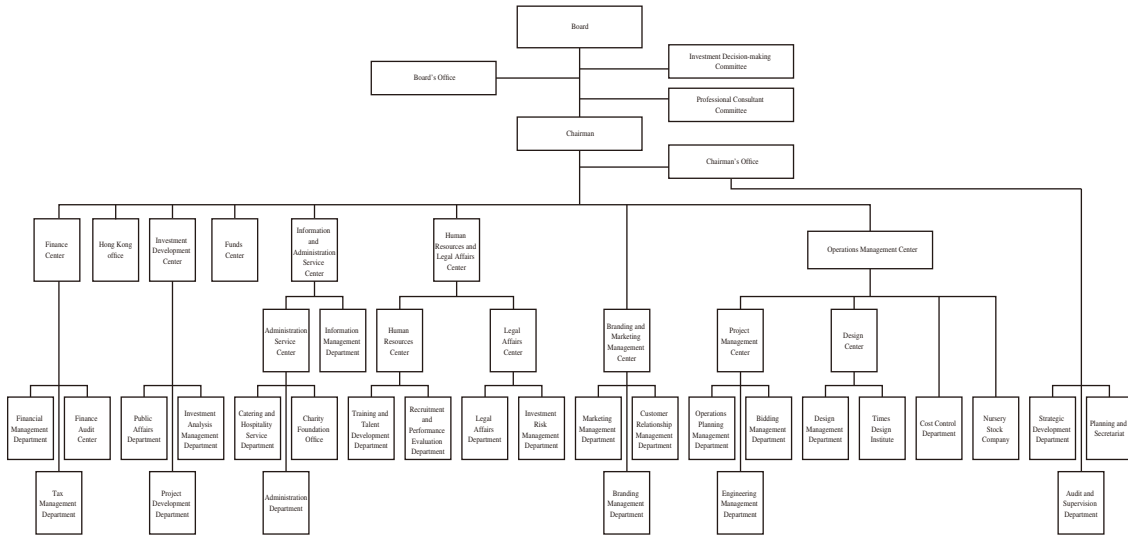 Board
Investment Decision-making
Committee
Board's Office
Professional Consultant
Committee
Chairman
Chairman's Office
Finance
Center
Hong Kong
office
Investment
Development
Center
Funds
Center
Information
and
Administration
Service
Center
Human
Resources and
Legal Affairs
Center
Operations Management Center
Administration
Service
Center
Information
Management
Department
Human
Resources
Center
Legal
Affairs
Center
Branding and
Marketing
Management
Center
Project
Management
Center
Design
Center
Financial
Management
Department
Finance
Audit
Center
Public
Affairs
Department
Investment
Analysis
Management
Department
Catering and
Hospitality
Service
Department
Charity
Foundation
Office
Training and
Talent
Development
Department
Recruitment
and
Performance
Evaluation
Department
Legal
Affairs
Department
Investment
Risk
Management
Department
Marketing
Management
Department
Customer
Relationship
Management
Department
Operations
Planning
Management
Department
Bidding
Management
Department
Design
Management
Department
Times
Design
Institute
Cost Control
Department
Nursery
Stock
Company
Strategic
Development
Department
Planning and
Secretariat
Tax
Management
Department
Project
Development
Department
Administration
Department
Branding
Management
Department
Engineering
Management
Department
Audit and
Supervision
Department